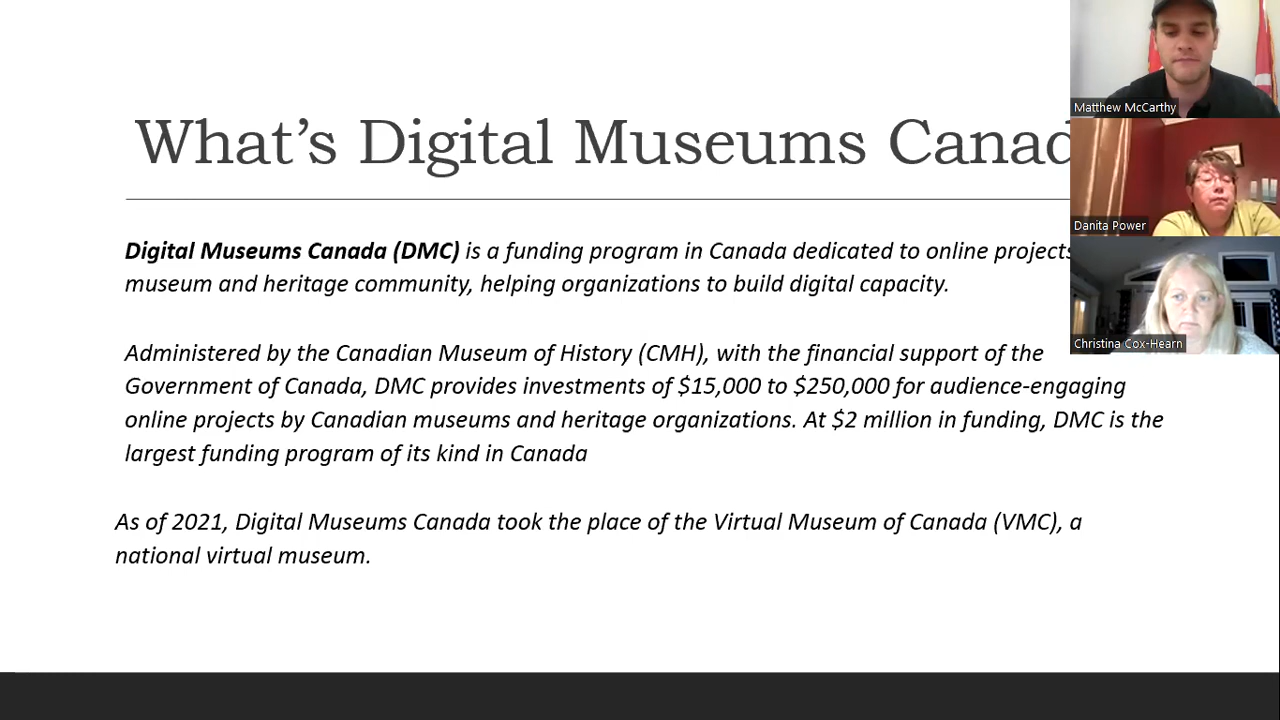 What's Digital Museums Canad
Digital Museums Canada (DMC) is a funding program in Canada dedicated to online projects
museum and heritage community, helping organizations to build digital capacity.
Administered by the Canadian Museum of History (CMH), with the financial support of the
Government of Canada, DMC provides investments of $15,000 to $250,000 for audience-engaging
online projects by Canadian museums and heritage organizations. At $2 million in funding, DMC is the
largest funding program of its kind in Canada
As of 2021, Digital Museums Canada took the place of the Virtual Museum of Canada (VMC), a
national virtual museum.
Matthew McCarthy
Danita Power
Christina Cox-Hearn